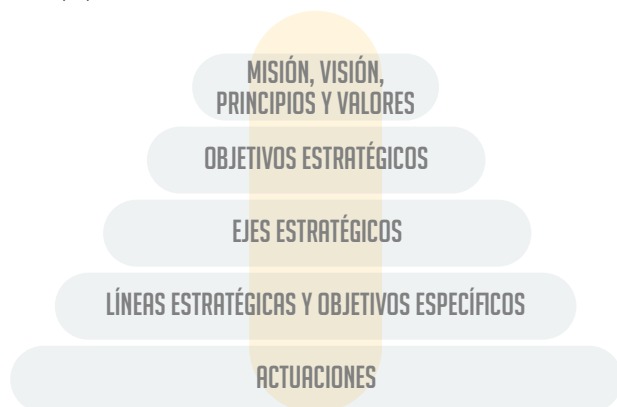 MISIÓN, VISIÓN,
PRINCIPIOS Y VALORES
OBJETIVOS ESTRATÉGICOS
EJES ESTRATÉGICOS
LÍNEAS ESTRATÉGICAS Y OBJETIVOS ESPECÍFICOS
ACTUACIONES